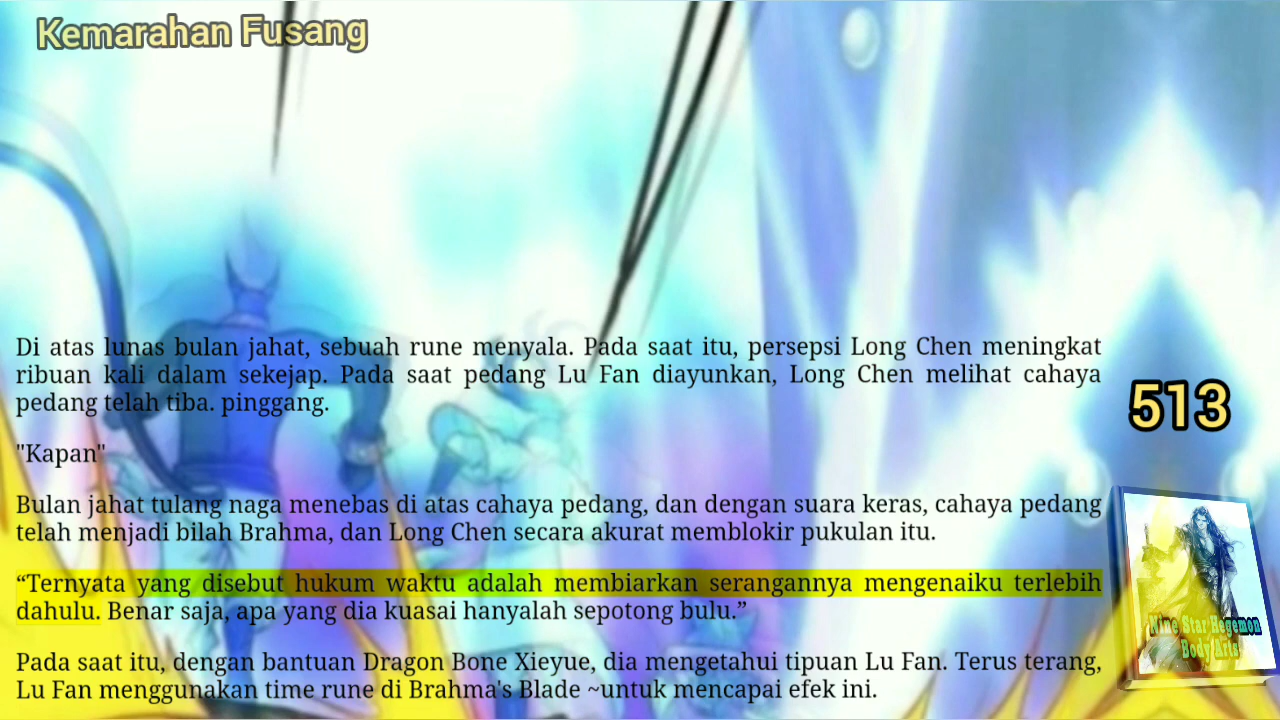 Kemarahan Fusang
Di atas lunas bulan jahat, sebuah rune menyala. Pada saat itu, persepsi Long Chen meningkat
ribuan kali dalam sekejap. Pada saat pedang Lu Fan diayunkan, Long Chen melihat cahaya
pedang telah tiba. pinggang.
"Kapan"
Bulan jahat tulang naga menebas di atas cahaya pedang, dan dengan suara keras, cahaya pedang
telah menjadi bilah Brahma, dan Long Chen secara akurat memblokir pukulan itu.
“Ternyata yang disebut hukum waktu adalah membiarkan serangannya mengenaiku terlebih
dahulu. Benar saja, apa yang dia kuasai hanyalah sepotong bulu.”
Pada saat itu, dengan bantuan Dragon Bone Xieyue, dia mengetahui tipuan Lu Fan. Terus terang,
Lu Fan menggunakan time rune di Brahma's Blade ~untuk mencapai efek ini.
513
Nine Star Hegemon
Body Arts